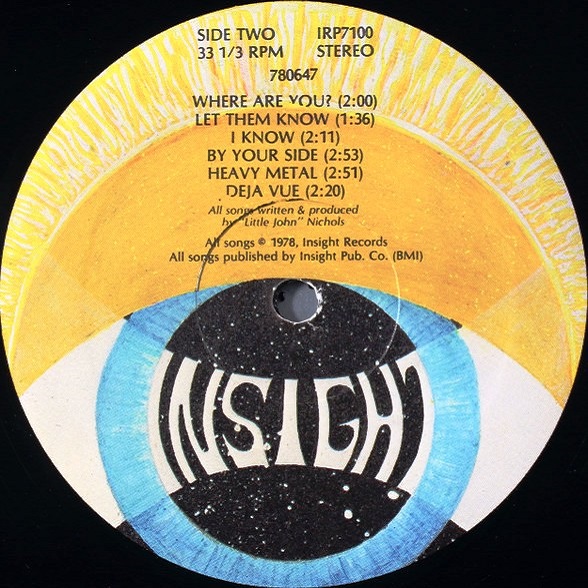 SIDE TWO IRP7100
33 1/3 RPM STEREO
780647
WHERE ARE YOU? (2:00)
LET THEM KNOW (1:36)
I KNOW (2:11)
BY YOUR SIDE (2:53)
HEAVY METAL (2:51)
DEJA VUE (2:20)
All songs written & produced
by "Little John" Nichols
All songs © 1978, Insight Records
All songs published by Insight Pub. Co. (BMI)
INSIGHT